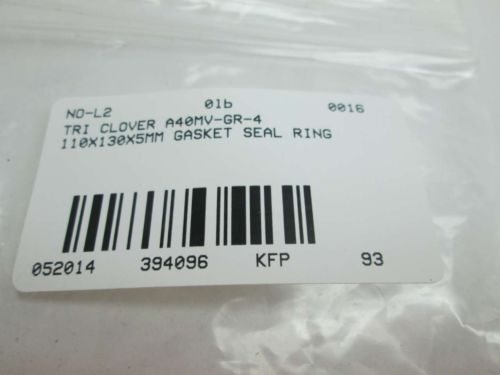 NO-L2 01b 0016
TRI CLOVER A40MV-GR-4
110X130X5MM GASKET SEAL RING
052014 394096 KFP 93